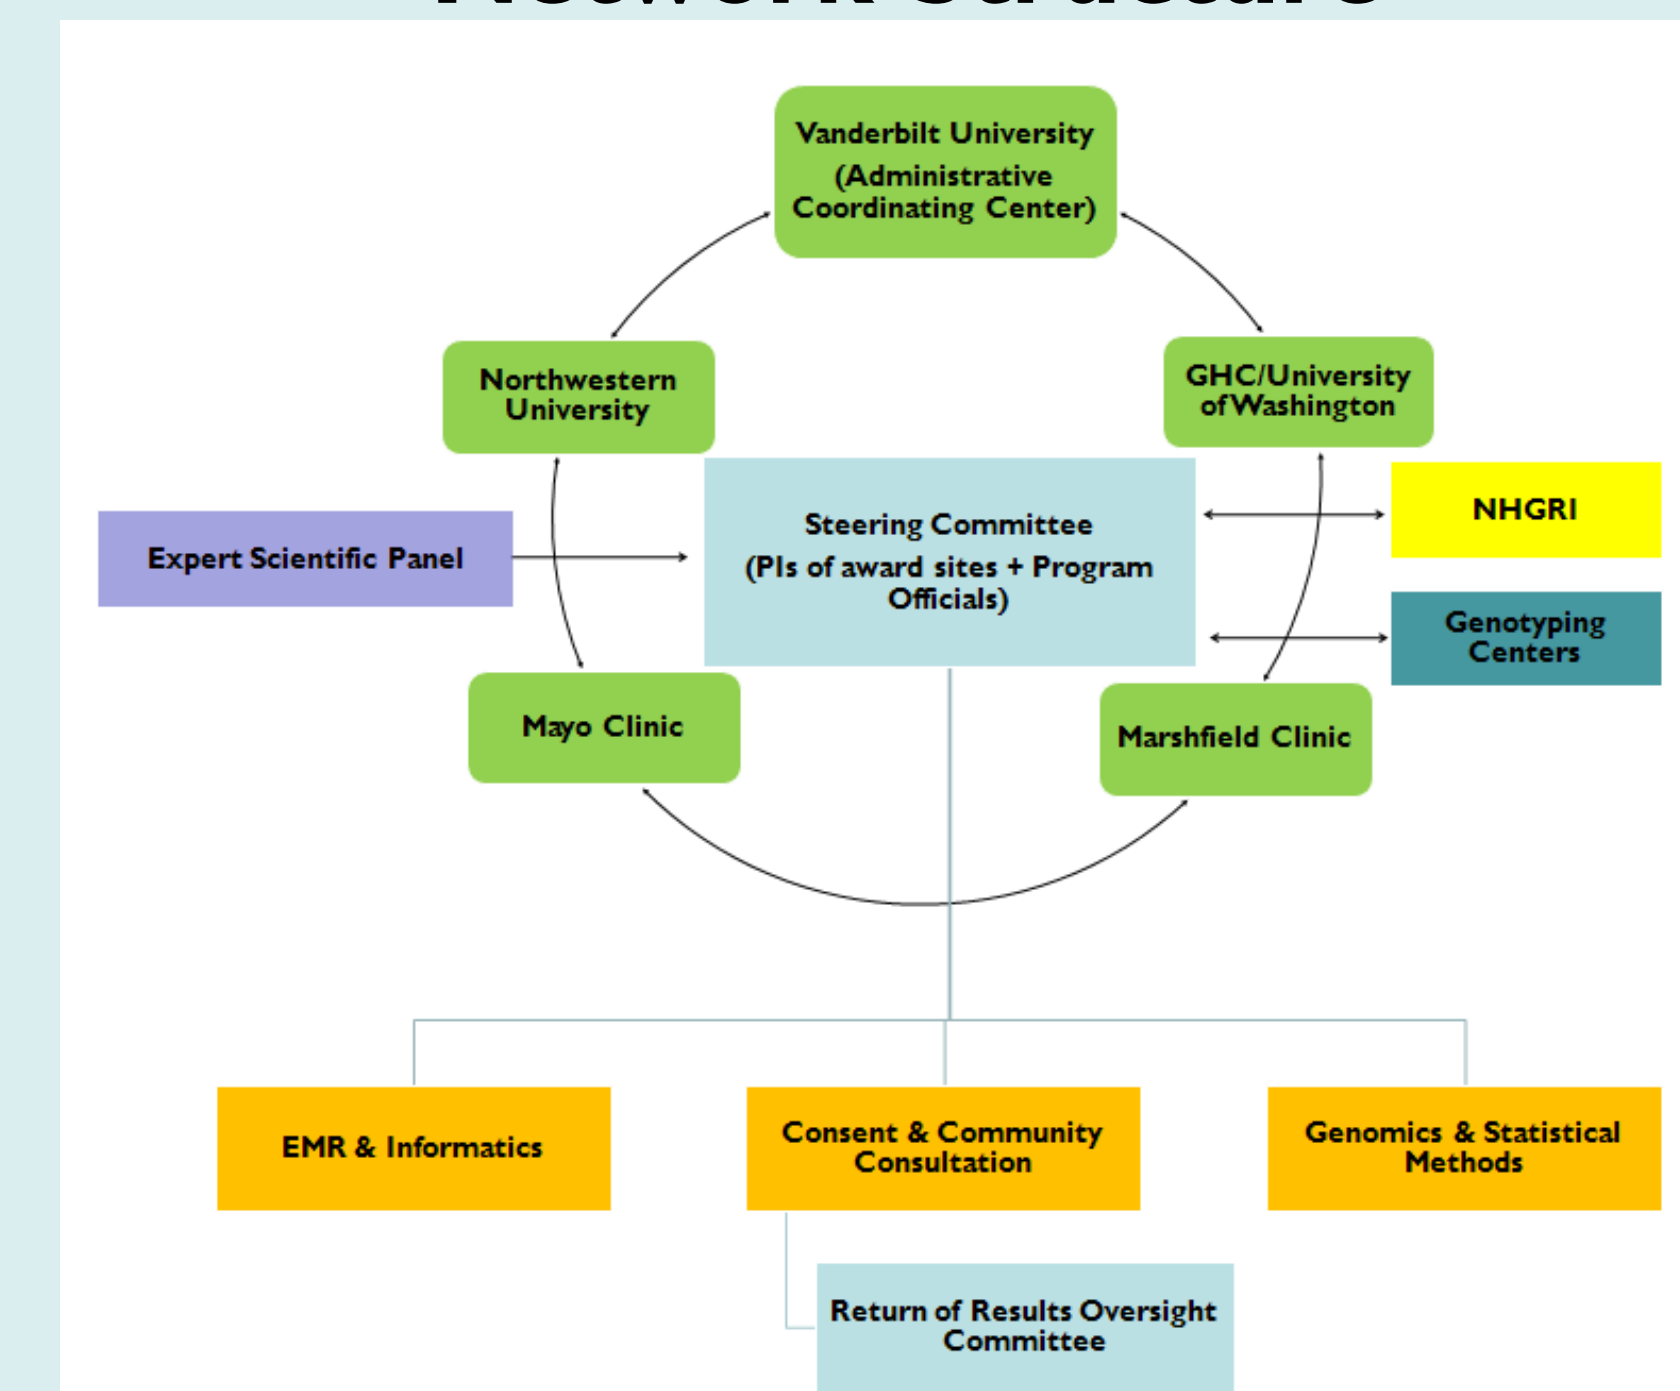 Network Structure
Vanderbilt University
(Administrative
Coordinating Center)
Northwestern
University
GHC/University
of Washington
Steering Committee
(PIs of award sites + Program
Officials)
NHGRI
Expert Scientific Panel
Genotyping
Centers
Mayo Clinic
Marshfield Clinic
EMR & Informatics
Consent & Community
Consultation
Genomics & Statistical
Methods
Return of Results Oversight
Committee